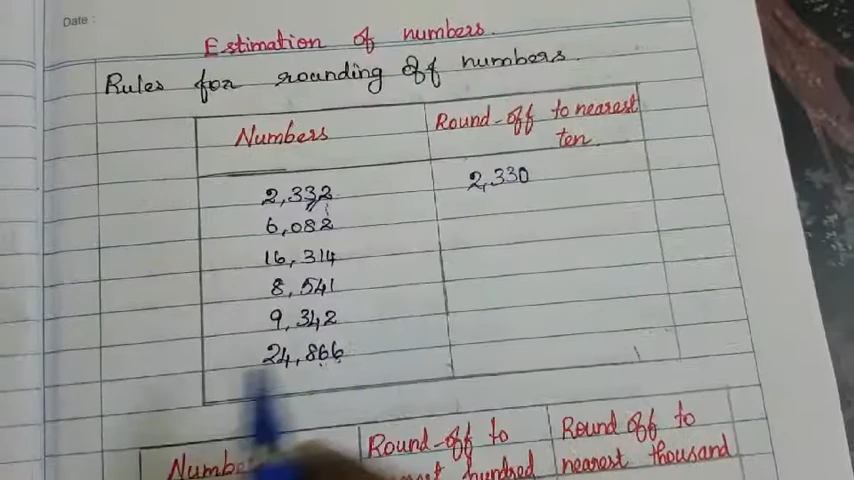 Date :
Estimation of numbers.
Rules for rounding off numbers.
Numbers Round-off to nearest ten.
2,332 2,330
6,082
16,314
8,541
9,342
24,866
Round-off to hundred
Round off to nearest thousand